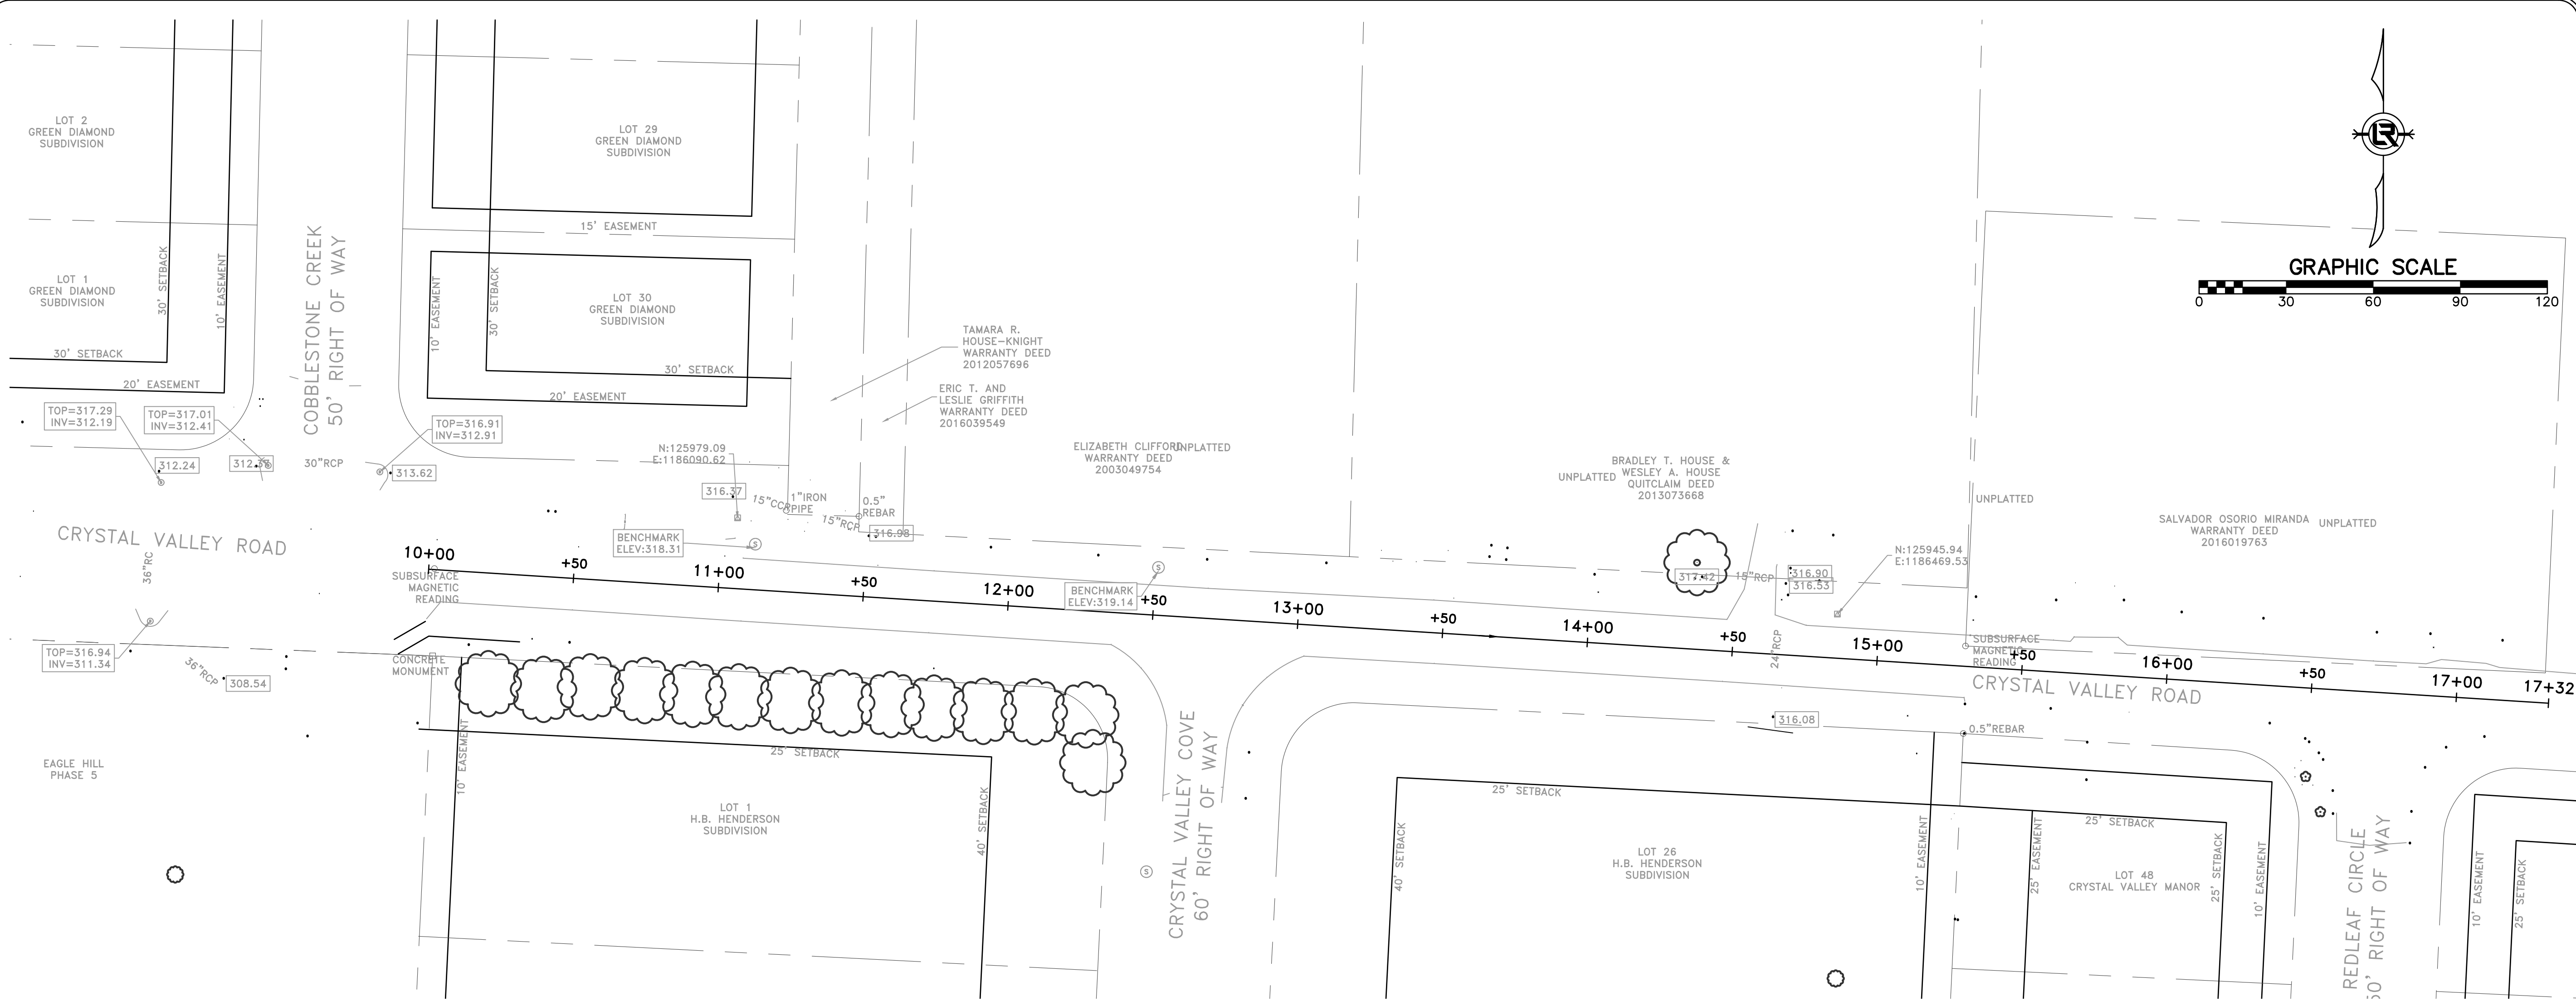 LOT 2
GREEN DIAMOND
SUBDIVISION
LOT 1
GREEN DIAMOND
SUBDIVISION
30' SETBACK
10' EASEMENT
30' SETBACK
20' EASEMENT
COBBLESTONE CREEK
50' RIGHT OF WAY
LOT 29
GREEN DIAMOND
SUBDIVISION
15' EASEMENT
10' EASEMENT
30' SETBACK
LOT 30
GREEN DIAMOND
SUBDIVISION
30' SETBACK
20' EASEMENT
TAMARA R.
HOUSE-KNIGHT
WARRANTY DEED
2012057696
ERIC T. AND
LESLIE GRIFFITH
WARRANTY DEED
2016039549
GRAPHIC SCALE
0 30 60 90 120
TOP=317.29
INV=312.19
TOP=317.01
INV=312.41
TOP=316.91
INV=312.91
312.24
30"RCP
313.62
N:125979.09
E:1186090.62
316.37
15"CCP
1"IRON
PIPE
15"RCP
0.5"
REBAR
316.98
ELIZABETH CLIFFORD
WARRANTY DEED
2003049754
UNPLATTED
UNPLATTED
BRADLEY T. HOUSE &
WESLEY A. HOUSE
QUITCLAIM DEED
2013073668
UNPLATTED
SALVADOR OSORIO MIRANDA
WARRANTY DEED
2016019763
UNPLATTED
CRYSTAL VALLEY ROAD
36"RC
BENCHMARK
ELEV:318.31
BENCHMARK
ELEV:319.14
317.42
15"RCP
316.90
316.53
N:125945.94
E:1186469.53
SUBSURFACE
MAGNETIC
READING
10+00
+50
11+00
+50
12+00
+50
13+00
+50
14+00
+50
15+00
+50
16+00
+50
17+00
17+32
SUBSURFACE
MAGNETIC
READING
CRYSTAL VALLEY ROAD
TOP=316.94
INV=311.34
36"RCP
308.54
CONCRETE
MONUMENT
24"RCP
316.08
0.5"REBAR
EAGLE HILL
PHASE 5
10' EASEMENT
25' SETBACK
40' SETBACK
LOT 1
H.B. HENDERSON
SUBDIVISION
CRYSTAL VALLEY COVE
60' RIGHT OF WAY
40' SETBACK
25' SETBACK
LOT 26
H.B. HENDERSON
SUBDIVISION
10' EASEMENT
25' EASEMENT
25' SETBACK
LOT 48
CRYSTAL VALLEY MANOR
25' SETBACK
10' EASEMENT
REDLEAF CIRCLE
50' RIGHT OF WAY
10' EASEMENT
25' SETBACK
S
S
S